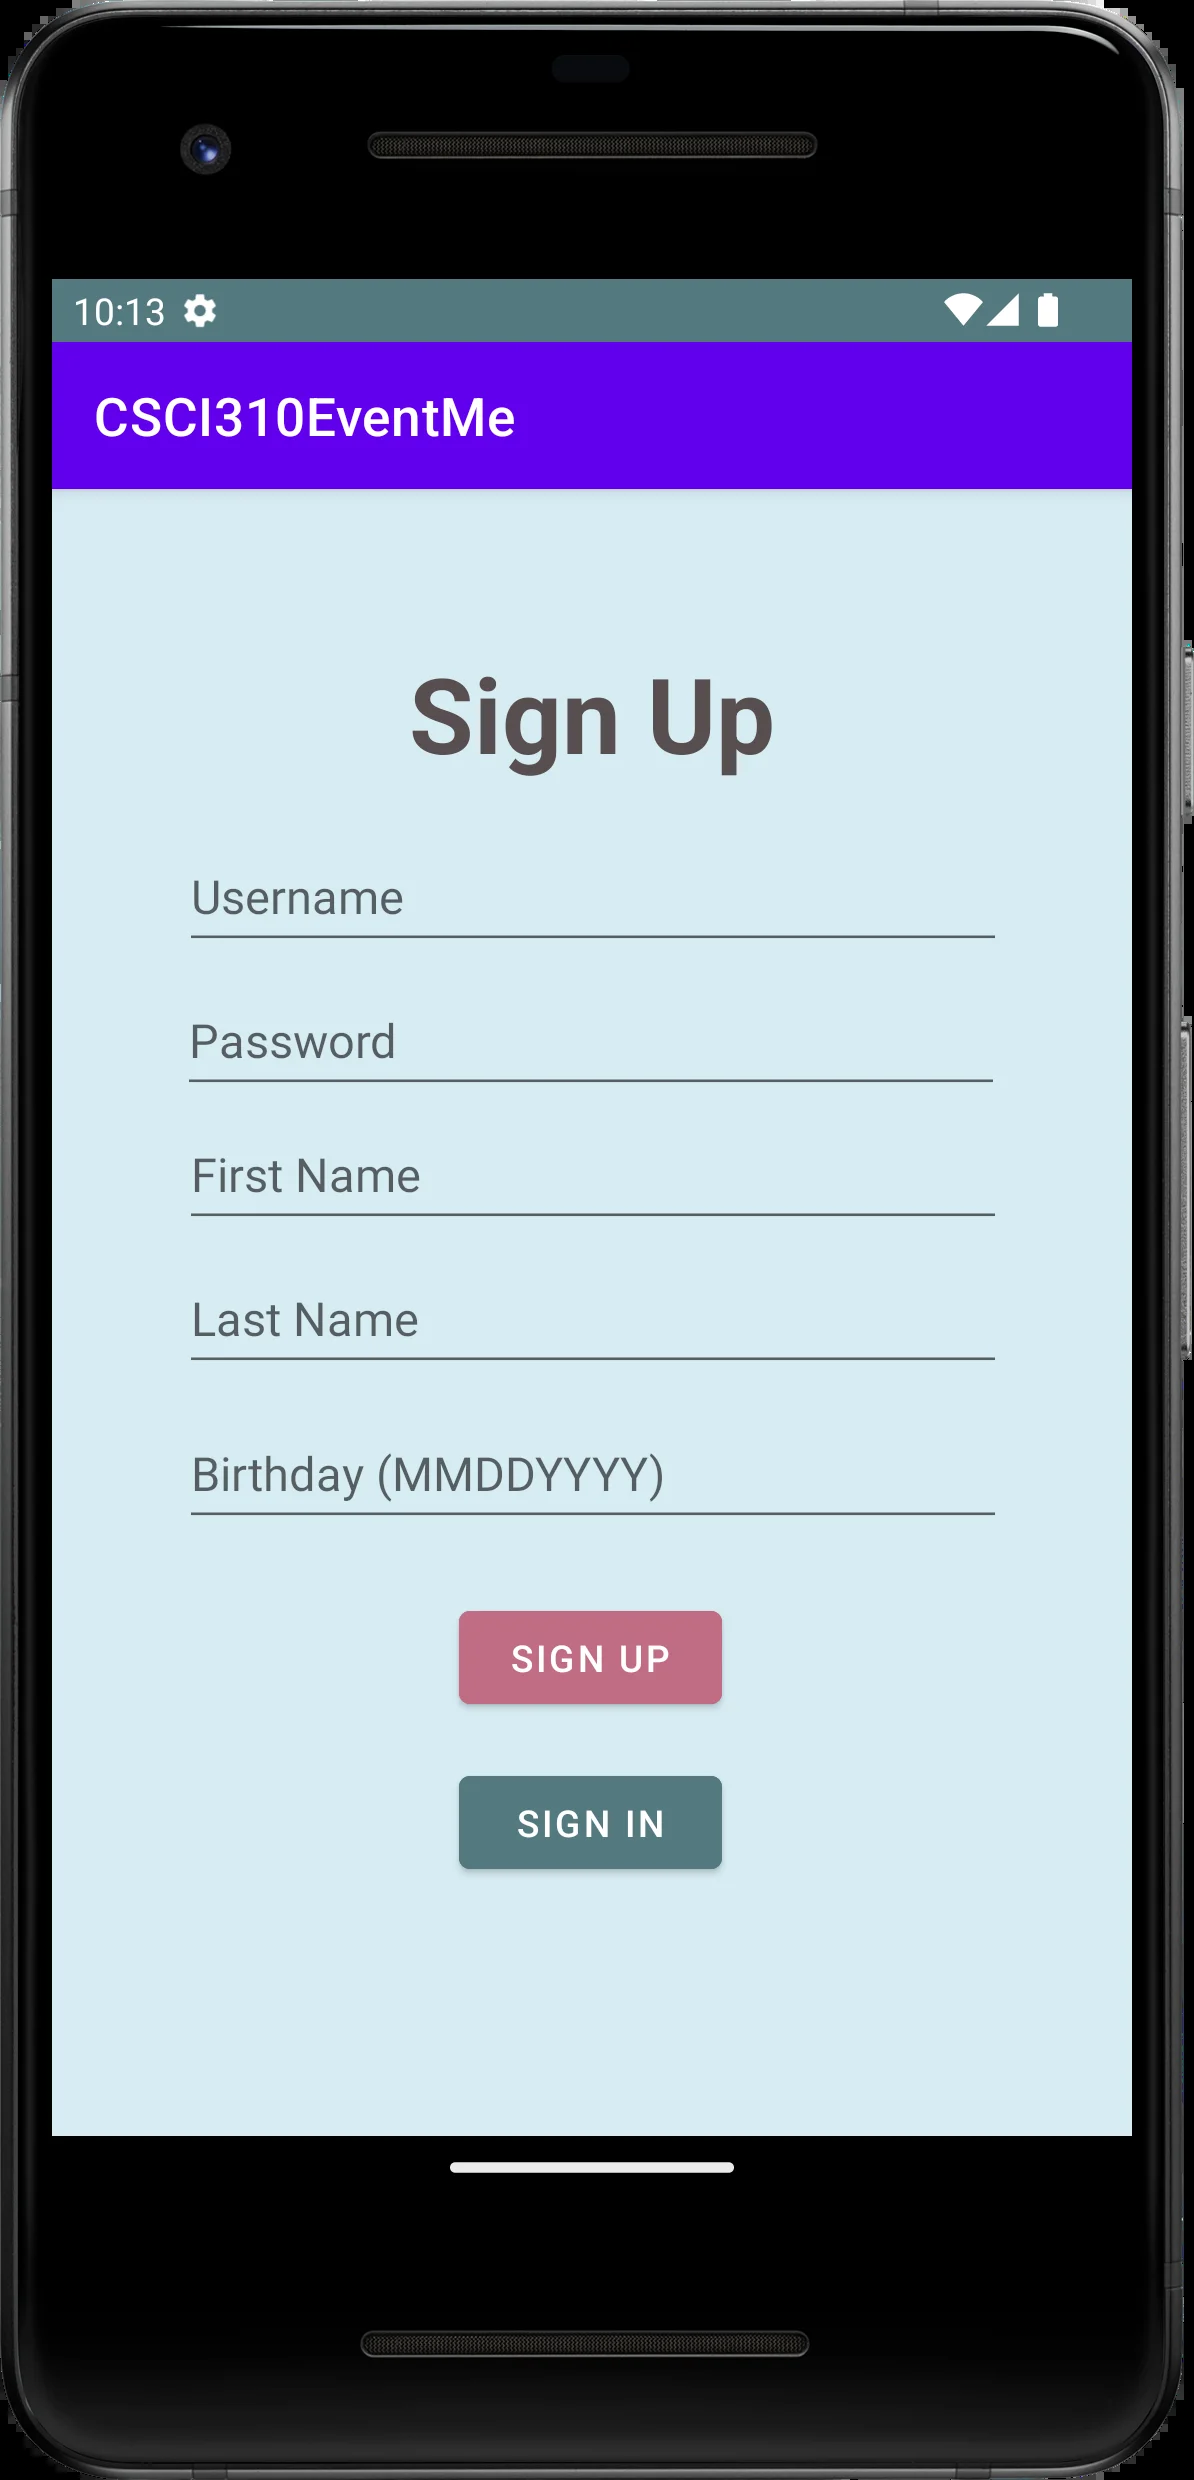 10:13
CSCI310EventMe
Sign Up
Username
Password
First Name
Last Name
Birthday (MMDDYYYY)
SIGN UP
SIGN IN